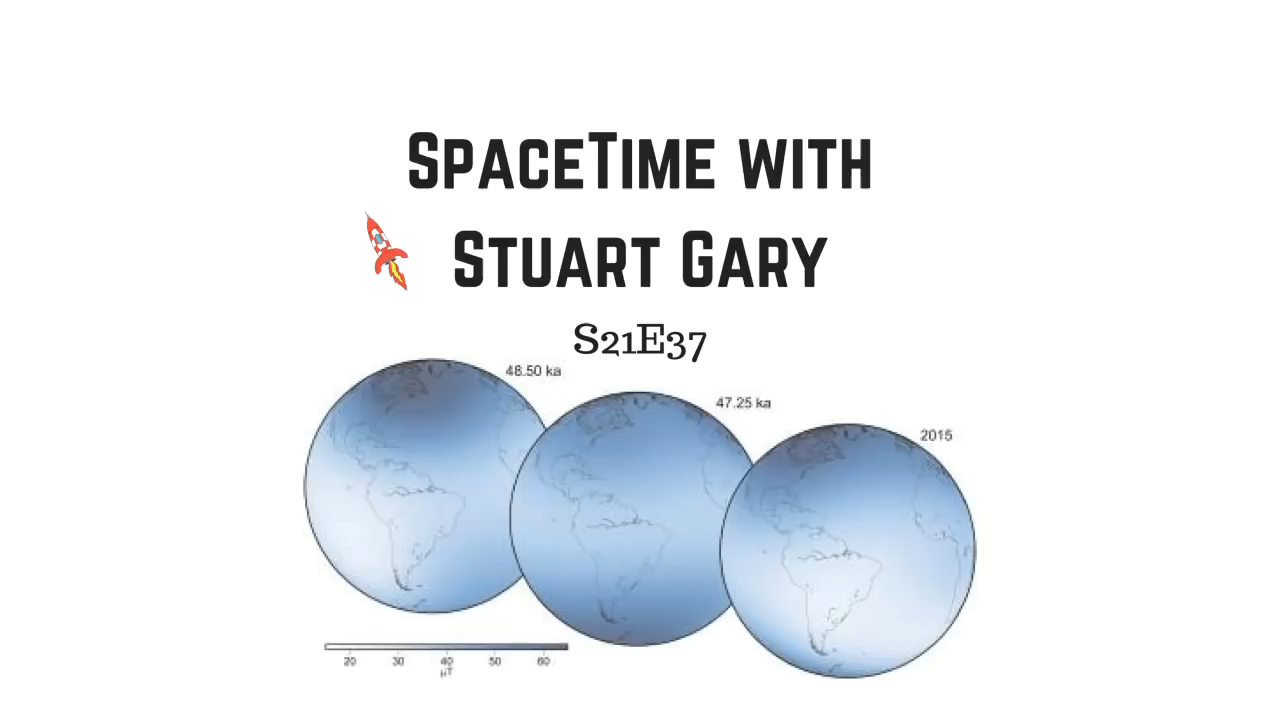 SpaceTime with
Stuart Gary
S21E37
48.50 ka
47.25 ka
2015
20 30 40 50 60
μT